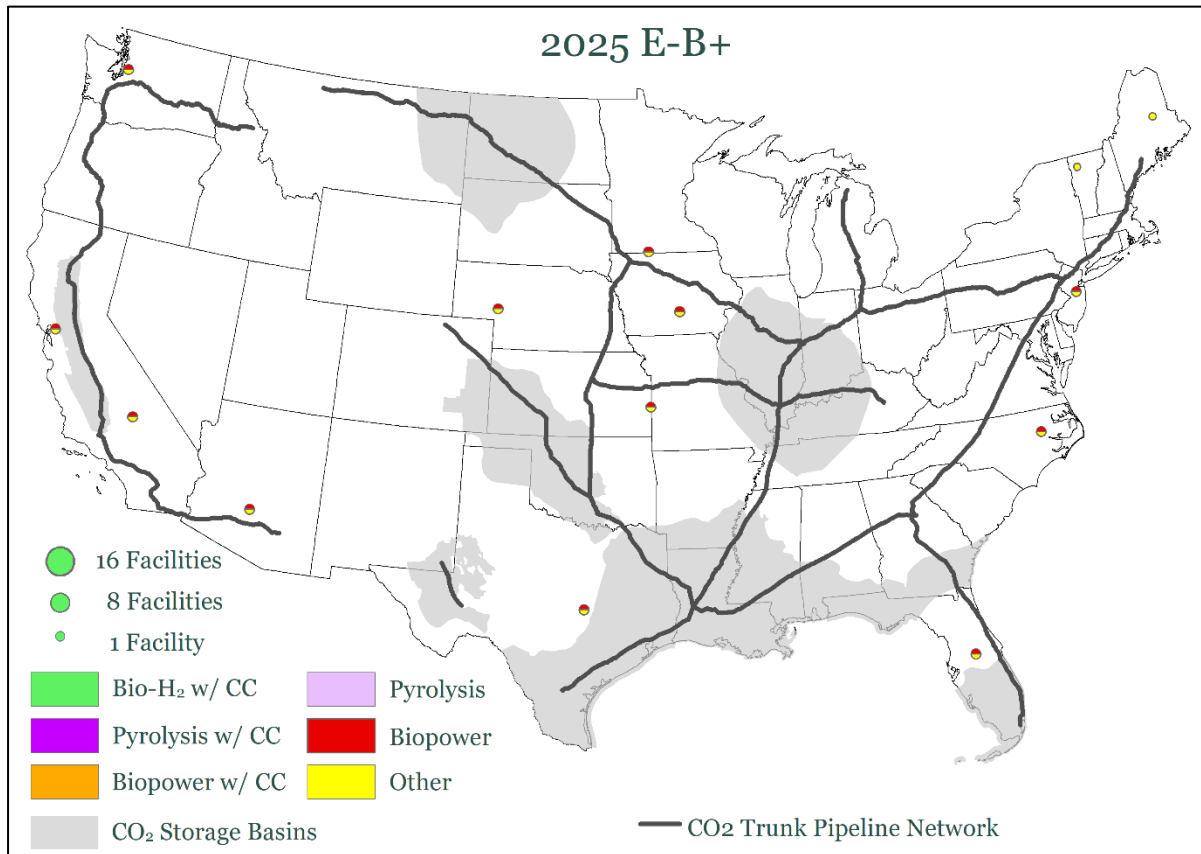 2025 E-B+
16 Facilities
8 Facilities
1 Facility
Bio-H₂ w/ CC
Pyrolysis
Pyrolysis w/ CC
Biopower
Biopower w/ CC
Other
CO₂ Storage Basins
CO2 Trunk Pipeline Network